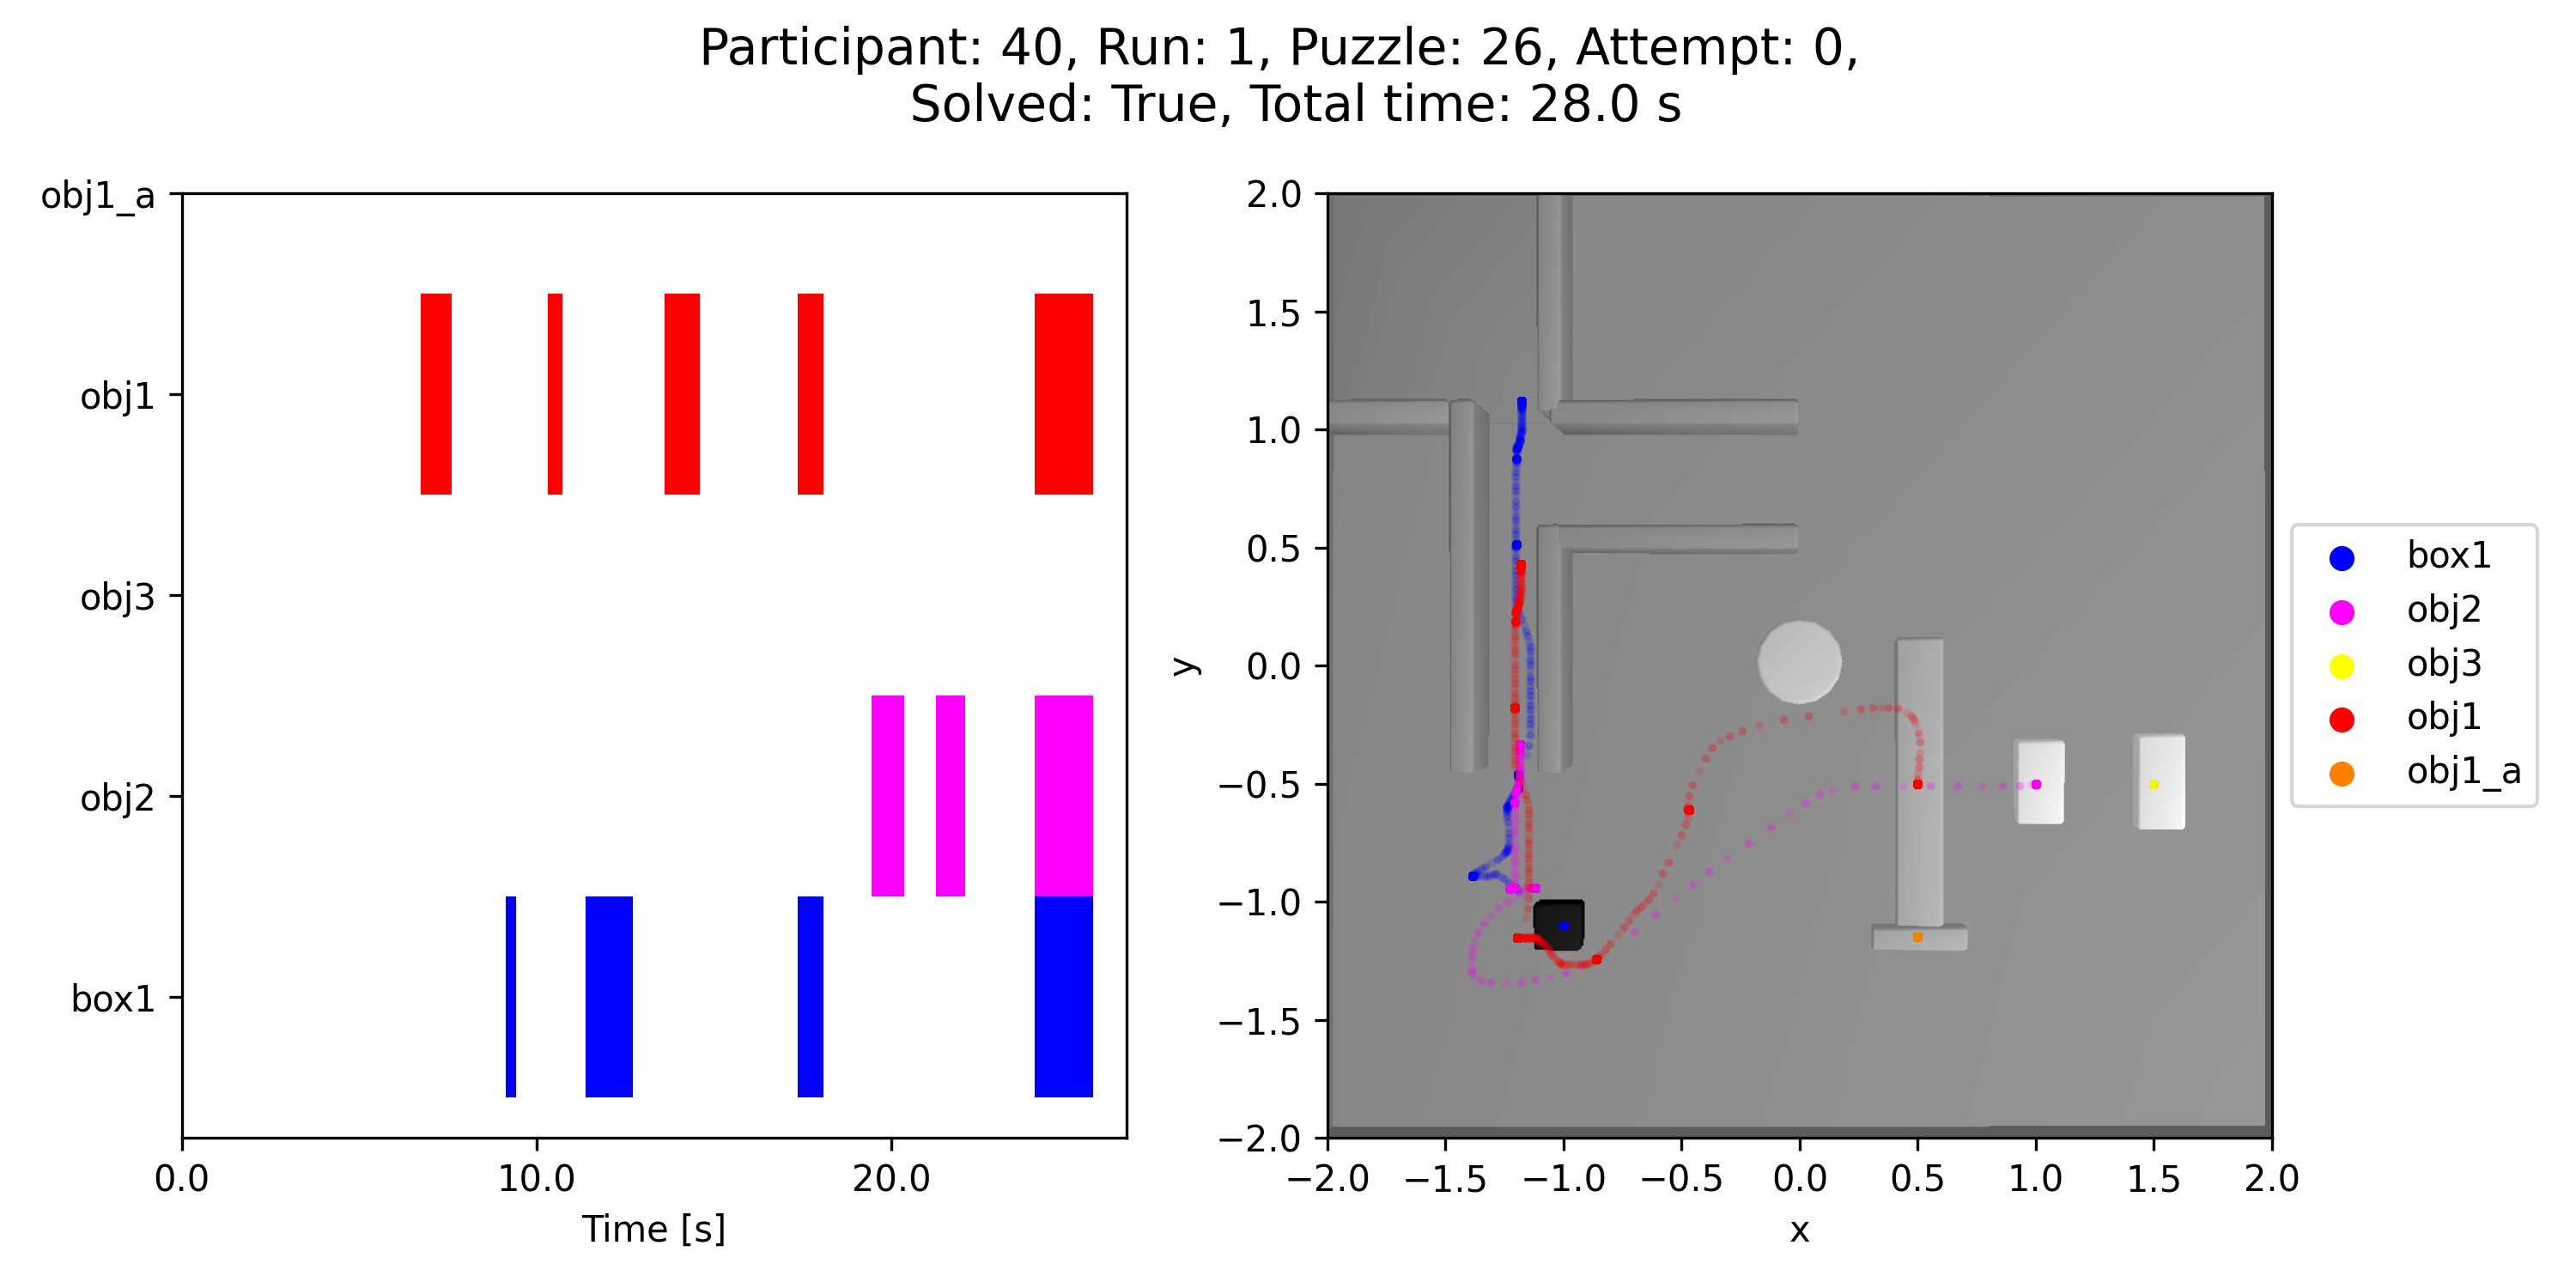 Participant: 40, Run: 1, Puzzle: 26, Attempt: 0,
Solved: True, Total time: 28.0 s
obj1_a
obj1
obj3
obj2
box1
0.0 10.0 20.0
Time [s]
2.0
1.5
1.0
0.5
0.0
−0.5
−1.0
−1.5
−2.0
y
−2.0 −1.5 −1.0 −0.5 0.0 0.5 1.0 1.5 2.0
x
box1
obj2
obj3
obj1
obj1_a